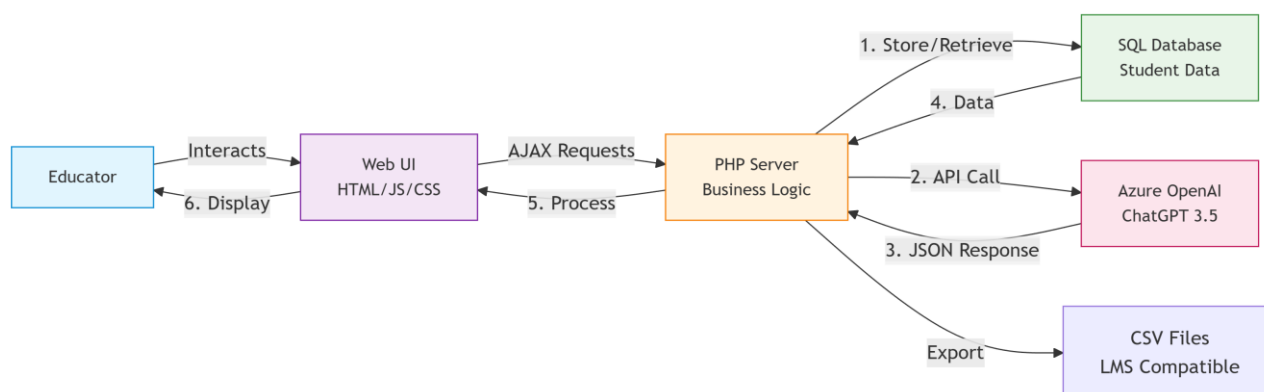 1. Store/Retrieve
SQL Database
Student Data
4. Data
Educator
Interacts
6. Display
Web UI
HTML/JS/CSS
AJAX Requests
5. Process
PHP Server
Business Logic
2. API Call
3. JSON Response
Azure OpenAI
ChatGPT 3.5
Export
CSV Files
LMS Compatible